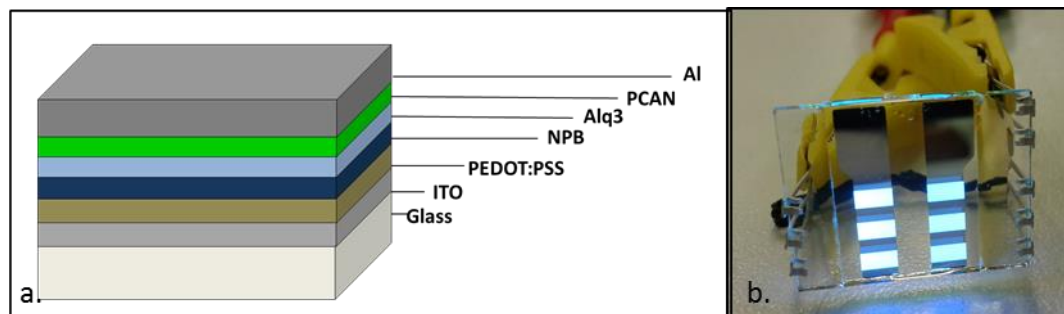 Al
PCAN
Alq3
NPB
PEDOT:PSS
ITO
Glass
a.
b.